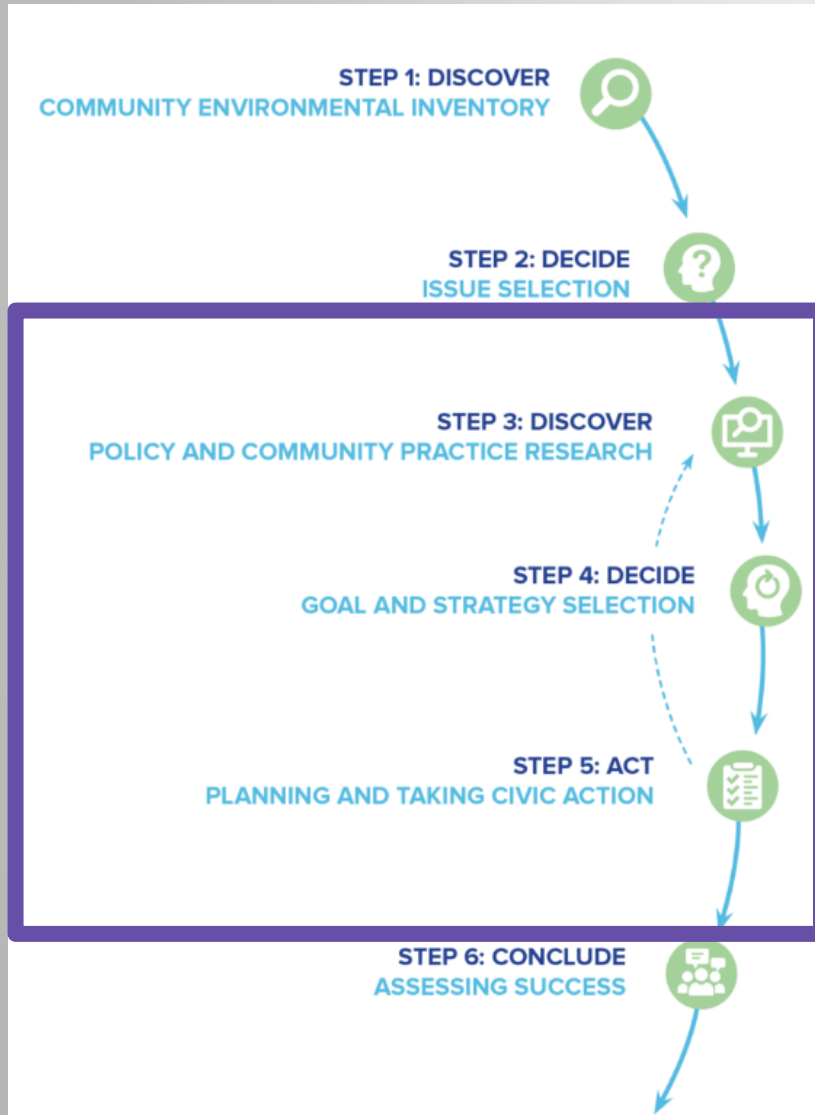 STEP 1: DISCOVER
COMMUNITY ENVIRONMENTAL INVENTORY
STEP 2: DECIDE
ISSUE SELECTION
STEP 3: DISCOVER
POLICY AND COMMUNITY PRACTICE RESEARCH
STEP 4: DECIDE
GOAL AND STRATEGY SELECTION
STEP 5: ACT
PLANNING AND TAKING CIVIC ACTION
STEP 6: CONCLUDE
ASSESSING SUCCESS